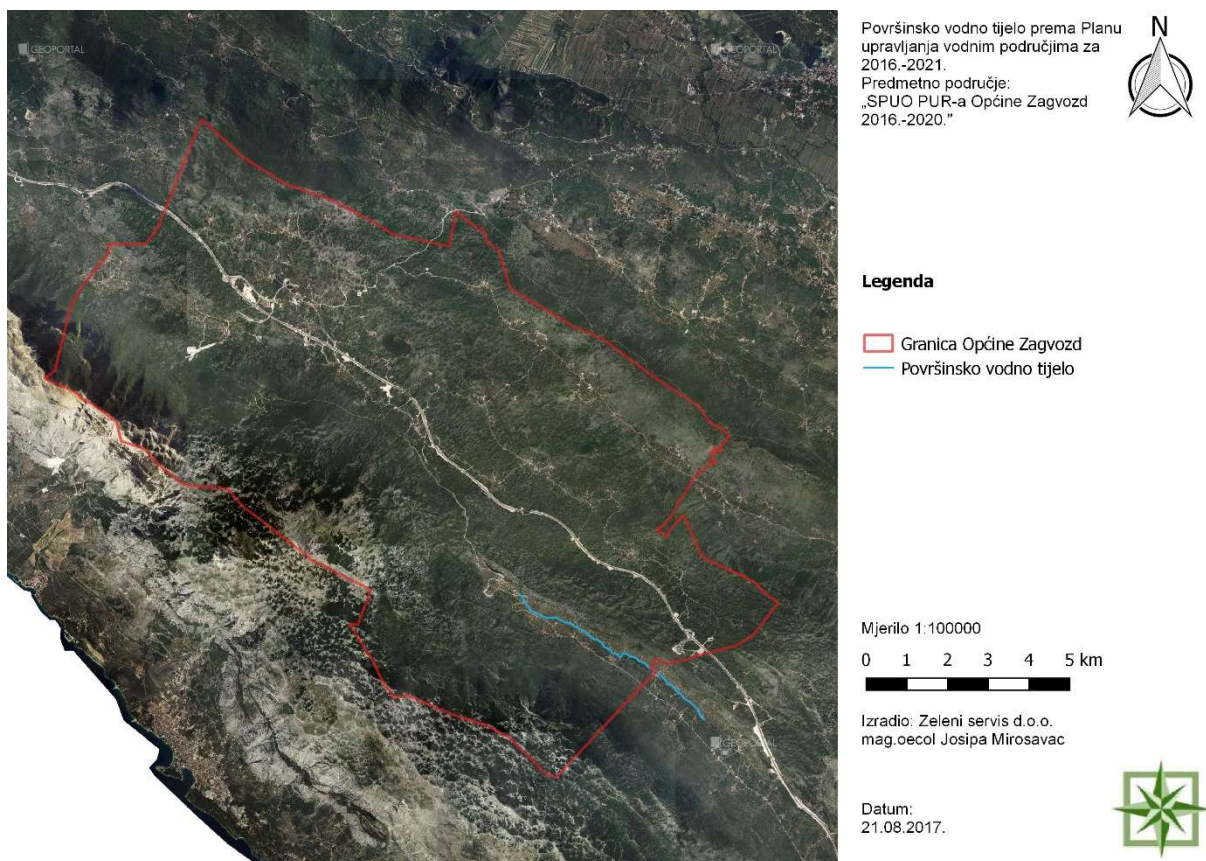 GEOPORTAL
GEOPORTAL
GEOPORTAL
Površinsko vodno tijelo prema Planu
upravljanja vodnim područjima za
2016.-2021.
Predmetno područje:
„SPUO PUR-a Općine Zagvozd
2016.-2020."
N
Legenda
Granica Općine Zagvozd
Površinsko vodno tijelo
Mjerilo 1:100000
0 1 2 3 4 5 km
Izradio: Zeleni servis d.o.o.
mag.oecol Josipa Mirosavac
Datum:
21.08.2017.